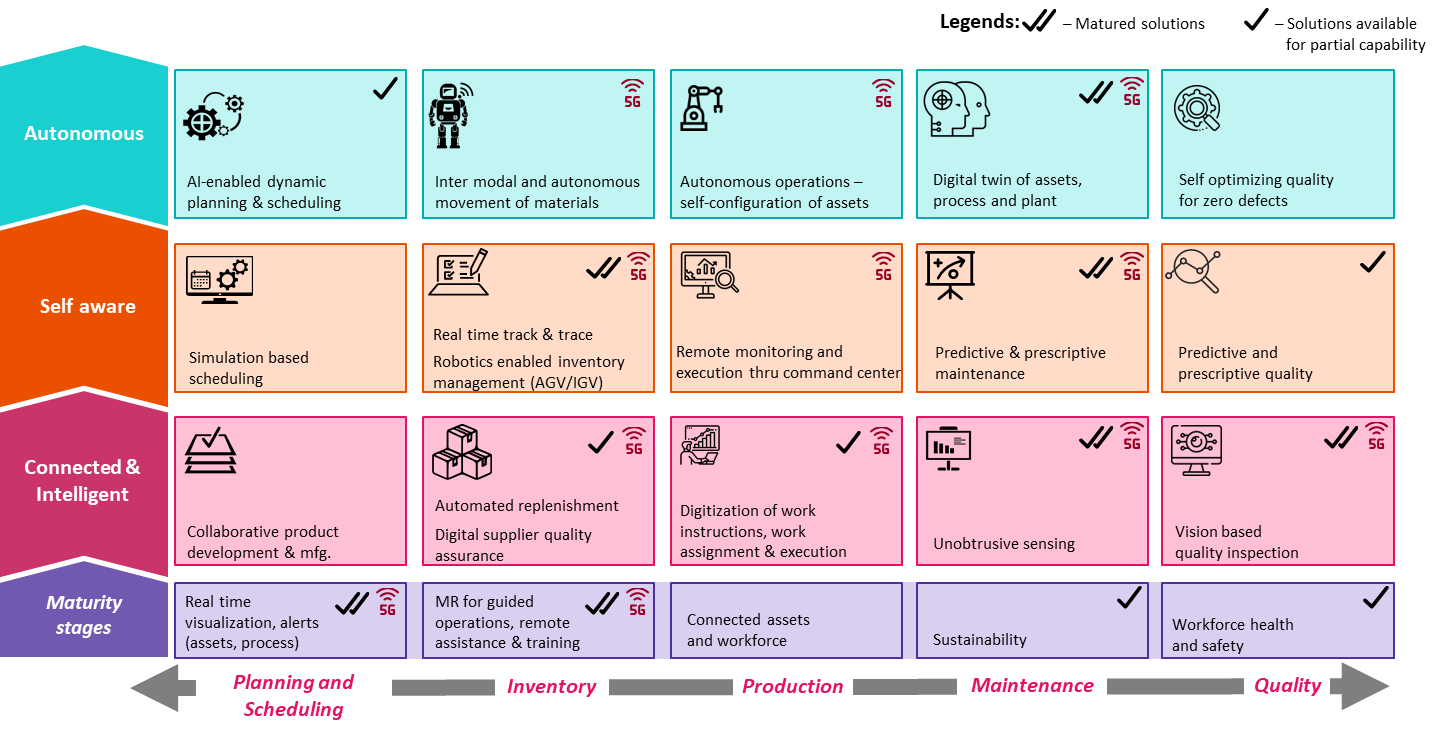 Legends: – Matured solutions – Solutions available
for partial capability
Autonomous
AI-enabled dynamic
planning & scheduling
5G
Inter modal and autonomous
movement of materials
5G
Autonomous operations –
self-configuration of assets
5G
Digital twin of assets,
process and plant
Self optimizing quality
for zero defects
Self aware
Simulation based
scheduling
5G
Real time track & trace
Robotics enabled inventory
management (AGV/IGV)
5G
Remote monitoring and
execution thru command center
5G
Predictive & prescriptive
maintenance
Predictive and
prescriptive quality
Connected &
Intelligent
Collaborative product
development & mfg.
5G
Automated replenishment
Digital supplier quality
assurance
5G
Digitization of work
instructions, work
assignment & execution
5G
Unobtrusive sensing
5G
Vision based
quality inspection
Maturity
stages
Real time
visualization, alerts
(assets, process)
5G
MR for guided
operations, remote
assistance & training
5G
Connected assets
and workforce
Sustainability
Workforce health
and safety
Planning and
Scheduling
Inventory
Production
Maintenance
Quality